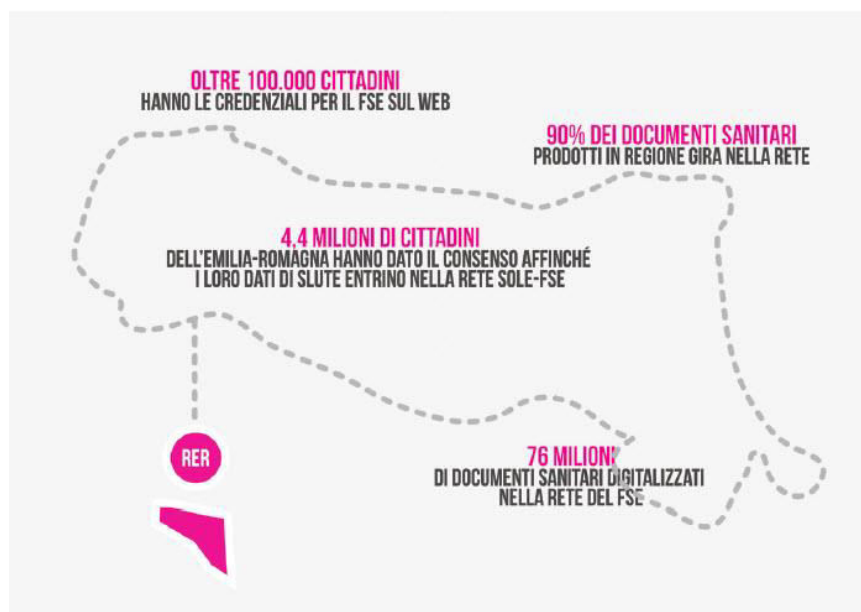 OLTRE 100.000 CITTADINI
HANNO LE CREDENZIALI PER IL FSE SUL WEB
90% DEI DOCUMENTI SANITARI
PRODOTTI IN REGIONE GIRA NELLA RETE
4,4 MILIONI DI CITTADINI
DELL'EMILIA-ROMAGNA HANNO DATO IL CONSENSO AFFINCHÉ
I LORO DATI DI SLUTE ENTRINO NELLA RETE SOLE-FSE
RER
76 MILIONI
DI DOCUMENTI SANITARI DIGITALIZZATI
NELLA RETE DEL FSE